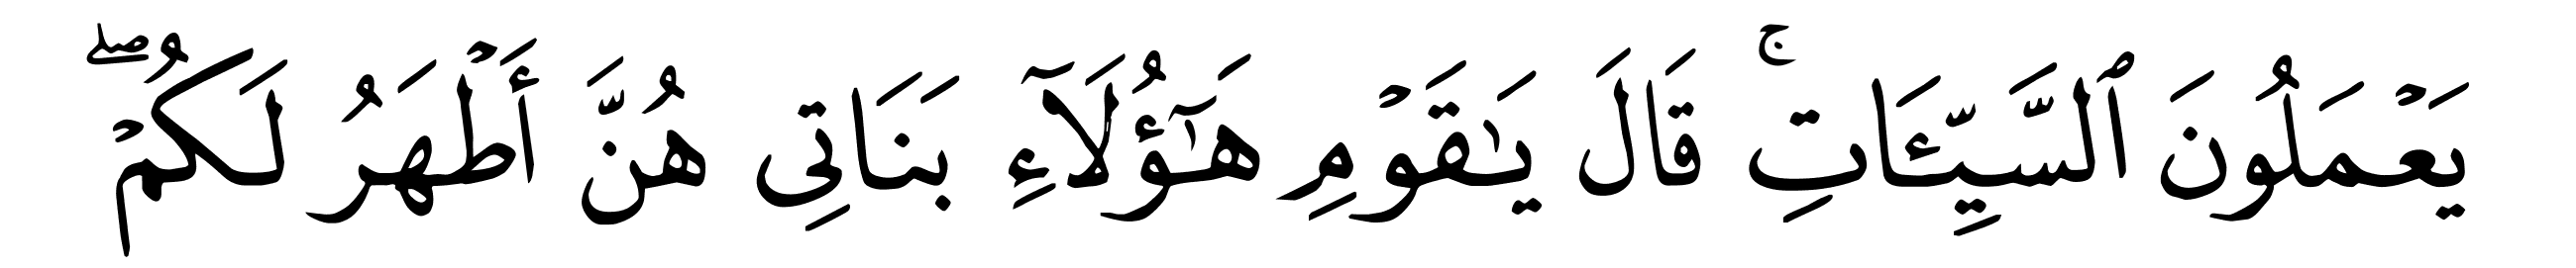 يَعۡمَلُونَ ٱلسَّيِّـَٔاتِۚ قَالَ يَٰقَوۡمِ هَٰٓؤُلَآءِ بَنَاتِي هُنَّ أَطۡهَرُ لَكُمۡۖ